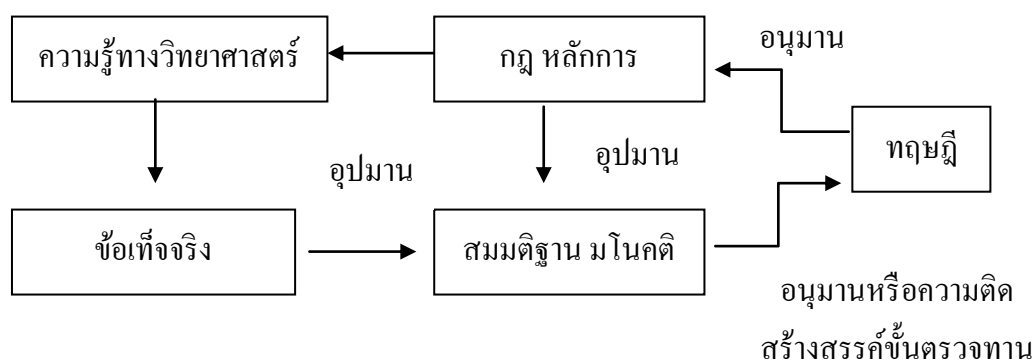 ความรู้ทางวิทยาศาสตร์
กฎ หลักการ
อนุมาน
ทฤษฎี
อุปมาน
อุปมาน
ข้อเท็จจริง
สมมติฐาน มโนคติ
อนุมานหรือความติด
สร้างสรรค์ขั้นตรวจทาน